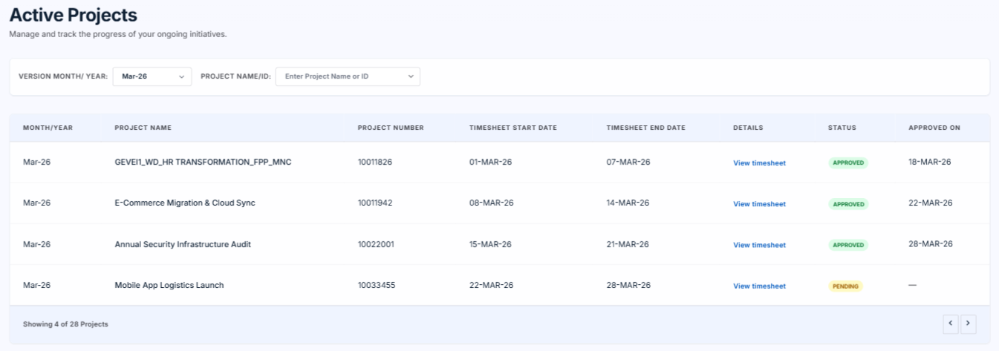 Active Projects
Manage and track the progress of your ongoing initiatives.
VERSION MONTH/ YEAR: Mar-26 PROJECT NAME/ID: Enter Project Name or ID
MONTH/YEAR PROJECT NAME PROJECT NUMBER TIMESHEET START DATE TIMESHEET END DATE DETAILS STATUS APPROVED ON
Mar-26 GEVEI1_WD_HR TRANSFORMATION_FPP_MNC 10011826 01-MAR-26 07-MAR-26 View timesheet APPROVED 18-MAR-26
Mar-26 E-Commerce Migration & Cloud Sync 10011942 08-MAR-26 14-MAR-26 View timesheet APPROVED 22-MAR-26
Mar-26 Annual Security Infrastructure Audit 10022001 15-MAR-26 21-MAR-26 View timesheet APPROVED 28-MAR-26
Mar-26 Mobile App Logistics Launch 10033455 22-MAR-26 28-MAR-26 View timesheet PENDING —
Showing 4 of 28 Projects